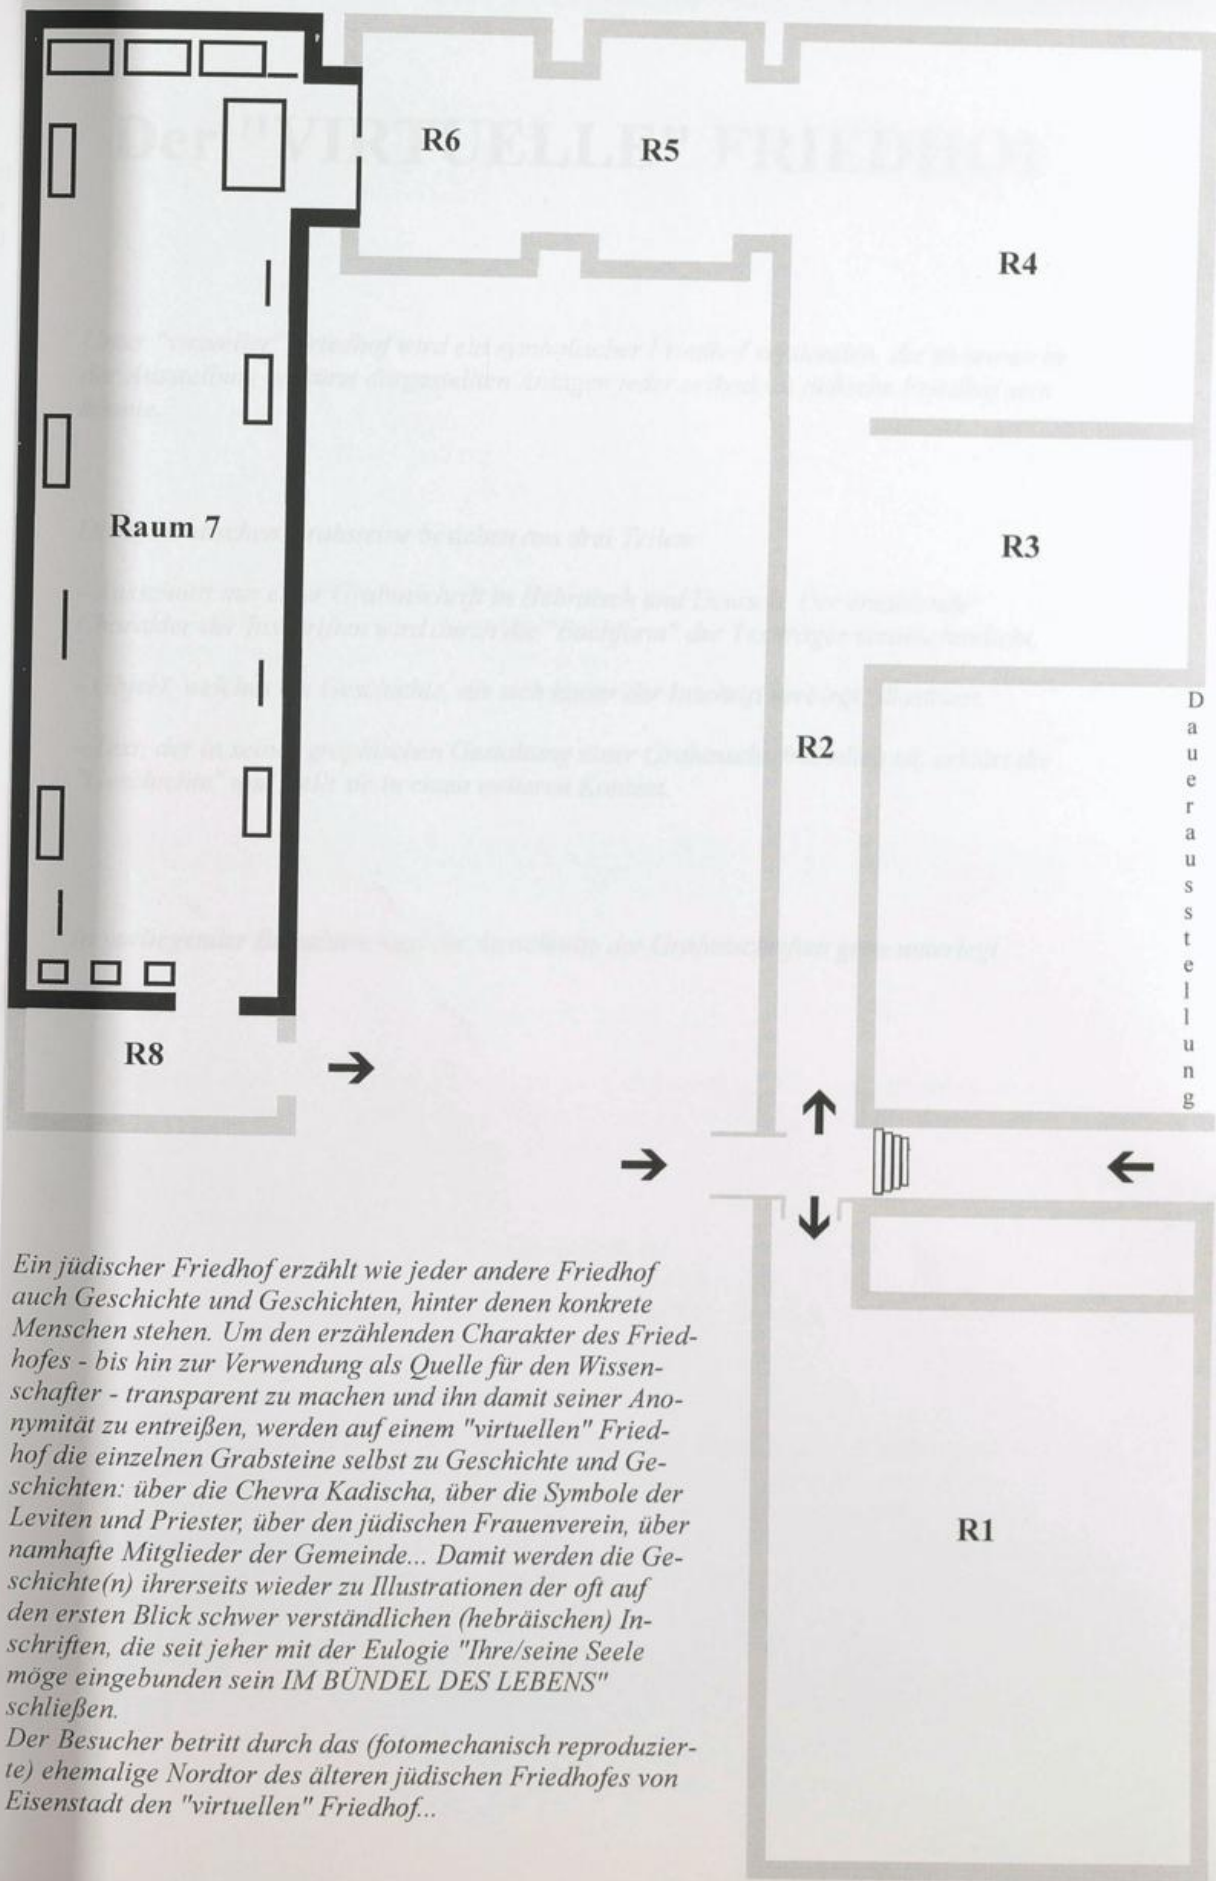 Der "VIRTUELLE" FRIEDHOF
R6
R5
R4
Raum 7
R3
R2
Dauerausstellung
R8
R1
Ein jüdischer Friedhof erzählt wie jeder andere Friedhof
auch Geschichte und Geschichten, hinter denen konkrete
Menschen stehen. Um den erzählenden Charakter des Fried-
hofes - bis hin zur Verwendung als Quelle für den Wissen-
schafter - transparent zu machen und ihn damit seiner Ano-
nymität zu entreißen, werden auf einem "virtuellen" Fried-
hof die einzelnen Grabsteine selbst zu Geschichte und Ge-
schichten: über die Chevra Kadischa, über die Symbole der
Leviten und Priester, über den jüdischen Frauenverein, über
namhafte Mitglieder der Gemeinde... Damit werden die Ge-
schichte(n) ihrerseits wieder zu Illustrationen der oft auf
den ersten Blick schwer verständlichen (hebräischen) In-
schriften, die seit jeher mit der Eulogie "Ihre/seine Seele
möge eingebunden sein IM BÜNDEL DES LEBENS"
schließen.
Der Besucher betritt durch das (fotomechanisch reproduzier-
te) ehemalige Nordtor des älteren jüdischen Friedhofes von
Eisenstadt den "virtuellen" Friedhof...